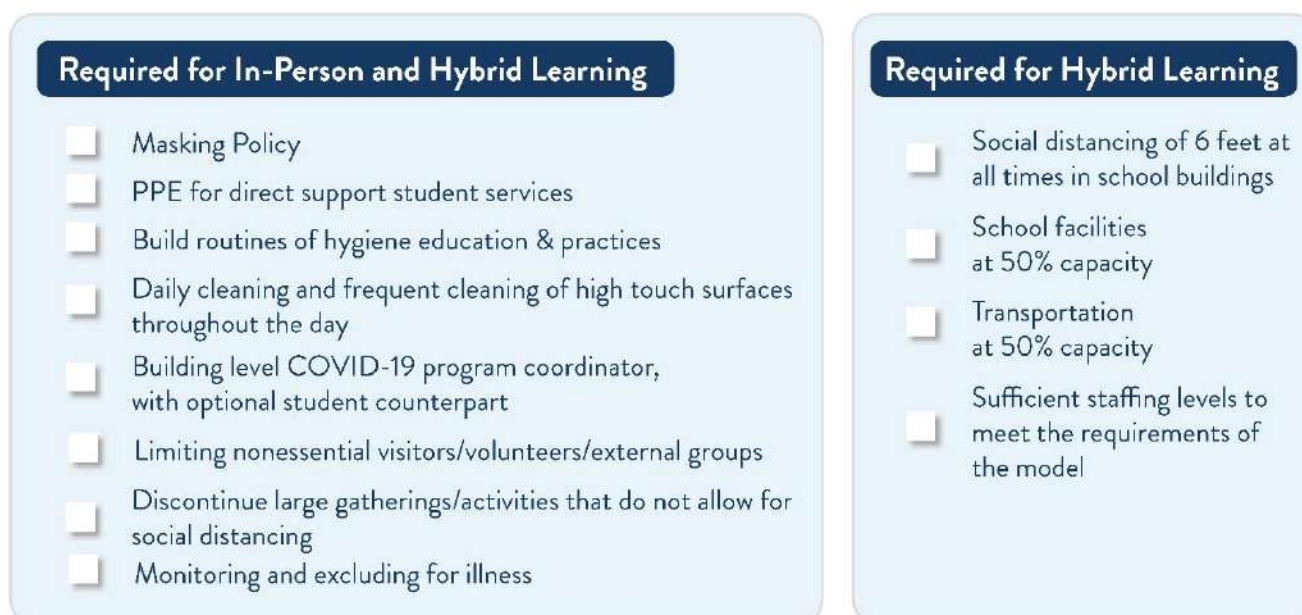 Required for In-Person and Hybrid Learning
Masking Policy
PPE for direct support student services
Build routines of hygiene education & practices
Daily cleaning and frequent cleaning of high touch surfaces
throughout the day
Building level COVID-19 program coordinator,
with optional student counterpart
Limiting nonessential visitors/volunteers/external groups
Discontinue large gatherings/activities that do not allow for
social distancing
Monitoring and excluding for illness
Required for Hybrid Learning
Social distancing of 6 feet at
all times in school buildings
School facilities
at 50% capacity
Transportation
at 50% capacity
Sufficient staffing levels to
meet the requirements of
the model